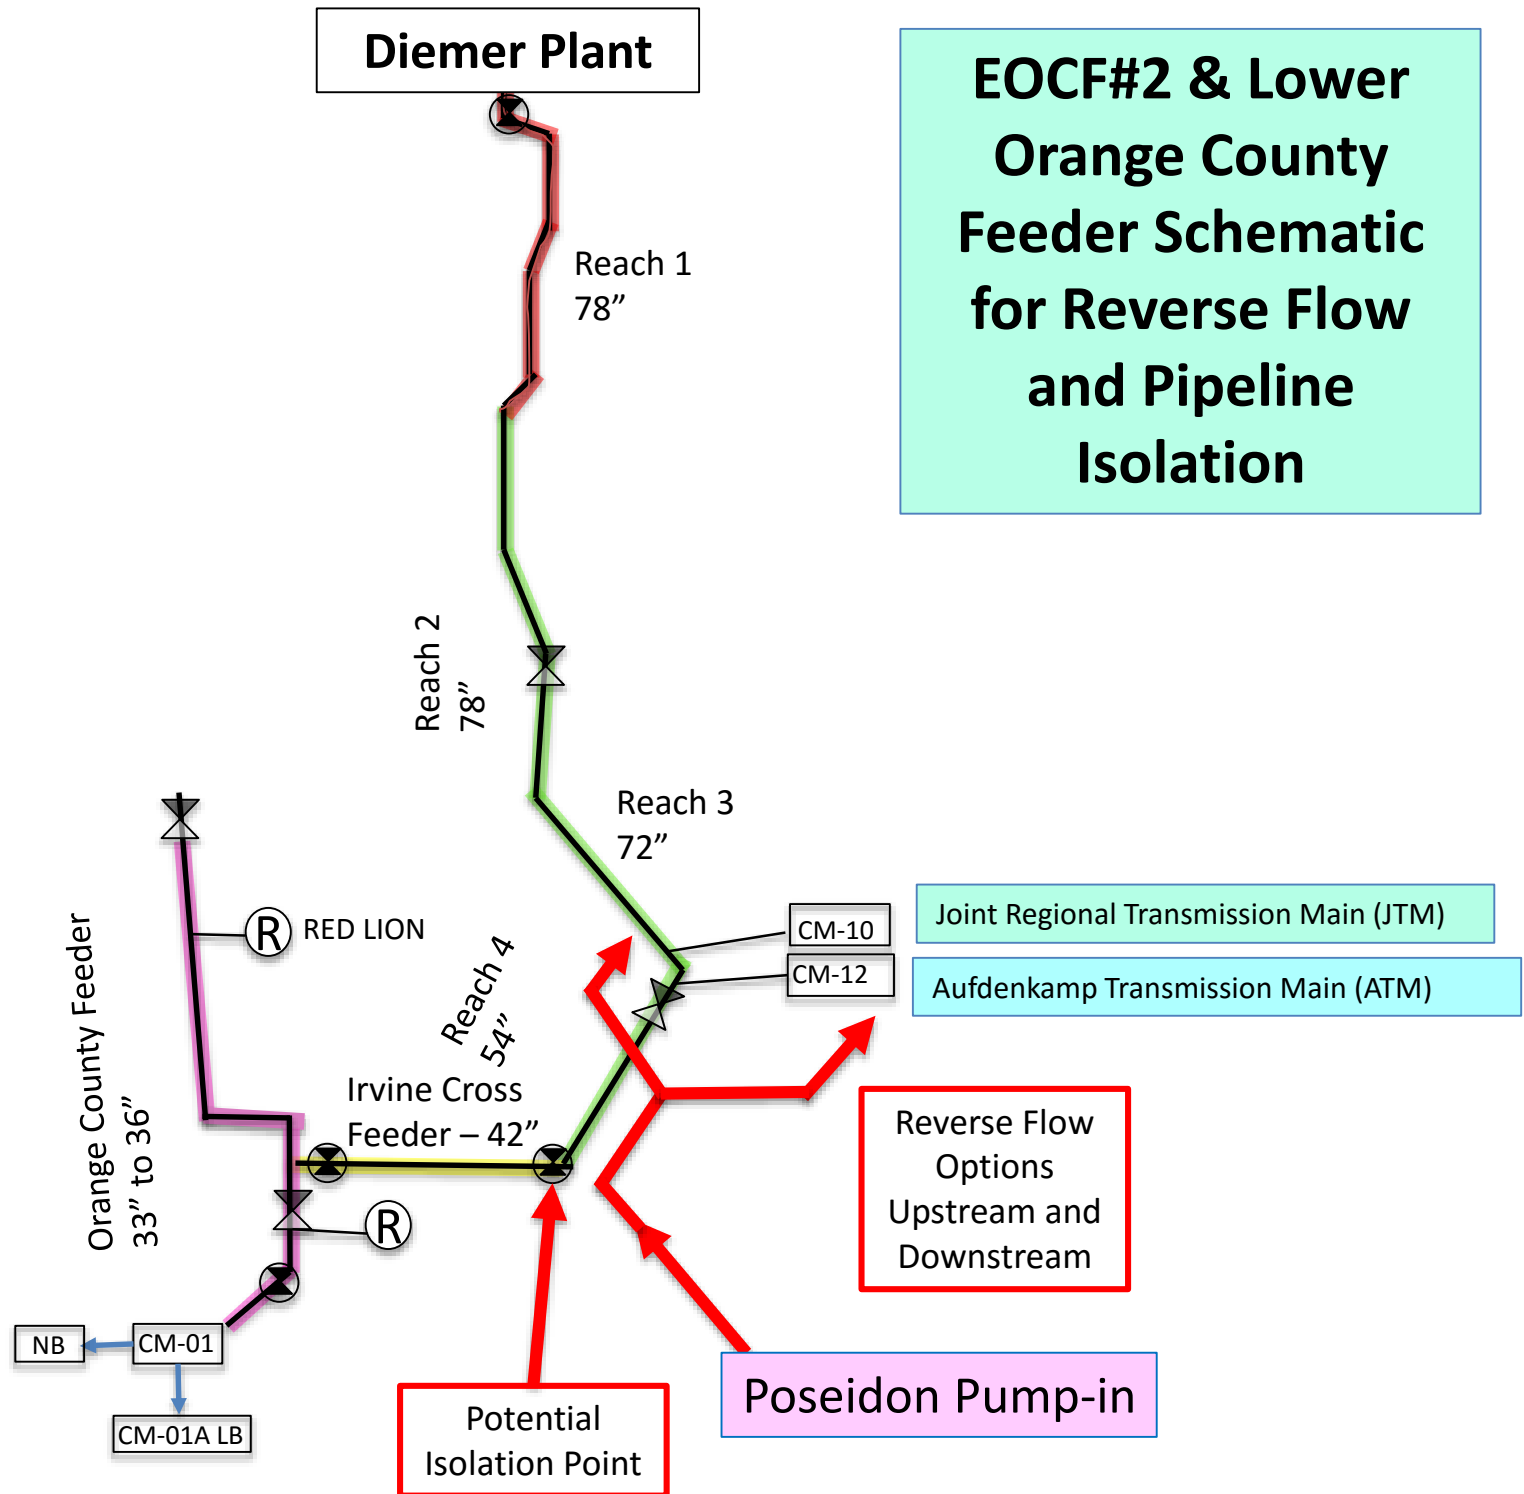 Diemer Plant
EOCF#2 & Lower
Orange County
Feeder Schematic
for Reverse Flow
and Pipeline
Isolation
Reach 1
78”
Reach 2
78”
Reach 3
72”
CM-10
Joint Regional Transmission Main (JTM)
CM-12
Aufdenkamp Transmission Main (ATM)
R
RED LION
Orange County Feeder
33” to 36”
Reach 4
54”
Irvine Cross
Feeder – 42”
R
Reverse Flow
Options
Upstream and
Downstream
NB
CM-01
CM-01A LB
Poseidon Pump-in
Potential
Isolation Point